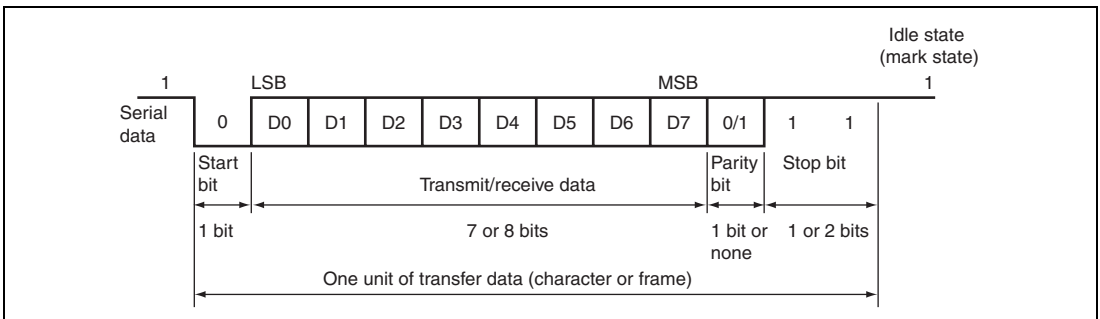 Idle state
(mark state)
1 LSB MSB 1
Serial
data
0 D0 D1 D2 D3 D4 D5 D6 D7 0/1 1 1
Start
bit
Transmit/receive data
Parity
bit
Stop bit
1 bit
7 or 8 bits
1 bit or
none
1 or 2 bits
One unit of transfer data (character or frame)